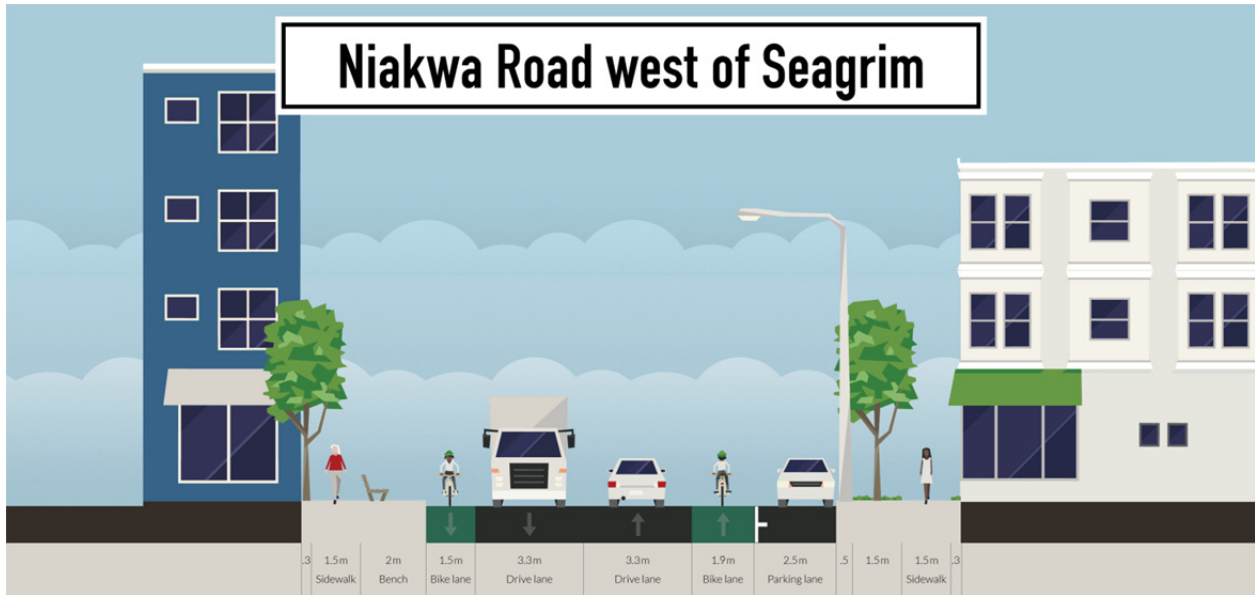 Niakwa Road west of Seagrim
.3 1.5m 2m 1.5m 3.3m 3.3m 1.9m 2.5m .5 1.5m 1.5m .3
Sidewalk Bench Bike lane Drive lane Drive lane Bike lane Parking lane Sidewalk